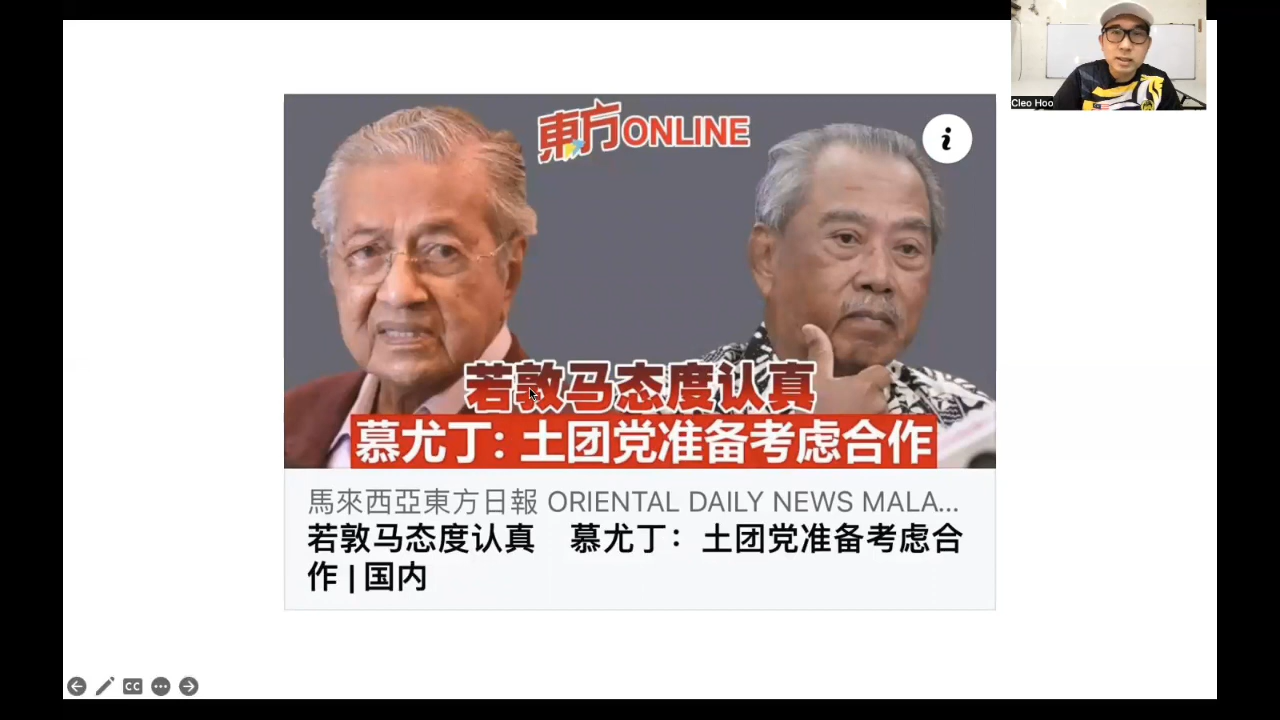 Cleo Hoo
東方ONLINE
i
若敦马态度认真
慕尤丁: 土团党准备考虑合作
馬來西亞東方日報 ORIENTAL DAILY NEWS MALA...
若敦马态度认真　慕尤丁：土团党准备考虑合
作 | 国内
CC